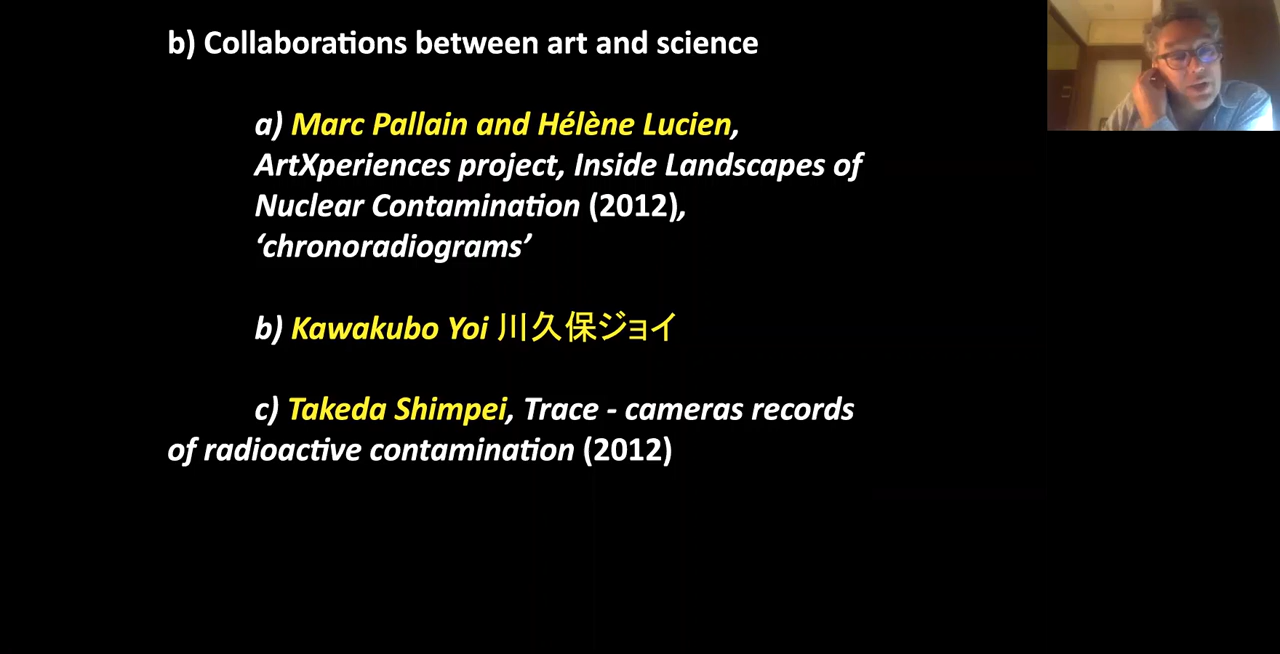 b) Collaborations between art and science
a) Marc Pallain and Hélène Lucien,
ArtXperiences project, Inside Landscapes of
Nuclear Contamination (2012),
‘chronoradiograms’
b) Kawakubo Yoi 川久保ジョイ
c) Takeda Shimpei, Trace - cameras records
of radioactive contamination (2012)